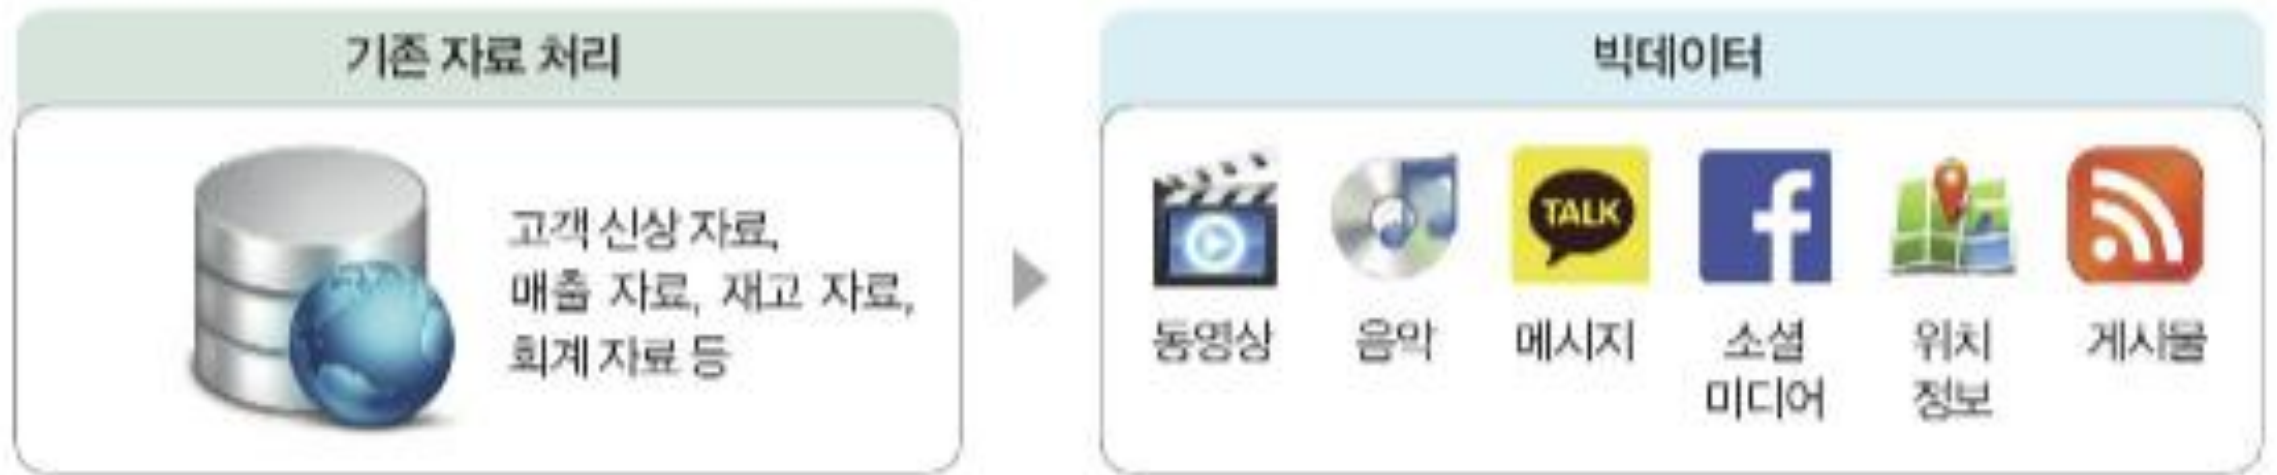 기존 자료 처리
고객 신상 자료,
매출 자료, 재고 자료,
회계 자료 등
빅데이터
TALK
동영상
음악
메시지
소셜
미디어
위치
정보
게시물